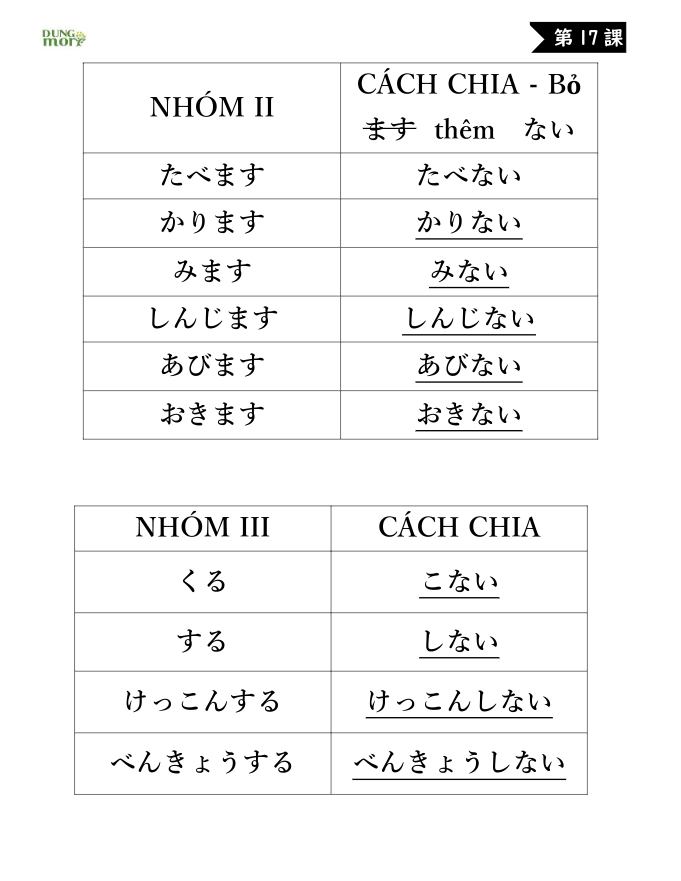 DUNG
mori
第17課
NHÓM II
CÁCH CHIA - Bỏ
ます thêm ない
たべます
たべない
かります
かりない
みます
みない
しんじます
しんじない
あびます
あびない
おきます
おきない
NHÓM III
CÁCH CHIA
くる
こない
する
しない
けっこんする
けっこんしない
べんきょうする
べんきょうしない